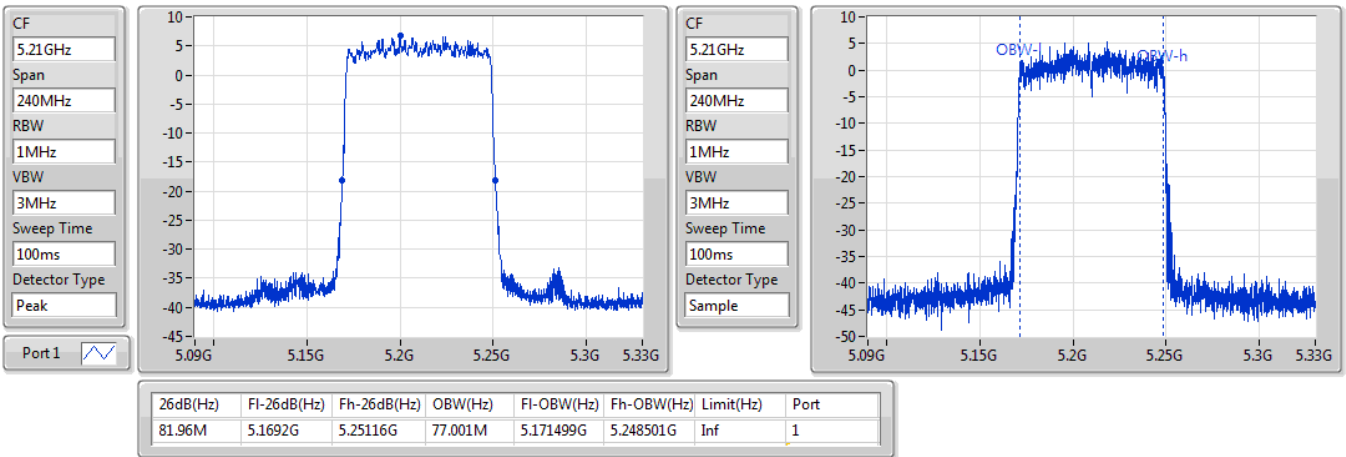 CF
5.21GHz
Span
240MHz
RBW
1MHz
VBW
3MHz
Sweep Time
100ms
Detector Type
Peak
Port 1
10
5
0
-5
-10
-15
-20
-25
-30
-35
-40
-45
5.09G 5.15G 5.2G 5.25G 5.3G 5.33G
CF
5.21GHz
Span
240MHz
RBW
1MHz
VBW
3MHz
Sweep Time
100ms
Detector Type
Sample
10
5
0
-5
-10
-15
-20
-25
-30
-35
-40
-45
-50
OBW-l OBW-h
5.09G 5.15G 5.2G 5.25G 5.3G 5.33G
26dB(Hz) Fl-26dB(Hz) Fh-26dB(Hz) OBW(Hz) Fl-OBW(Hz) Fh-OBW(Hz) Limit(Hz) Port
81.96M 5.1692G 5.25116G 77.001M 5.171499G 5.248501G Inf 1